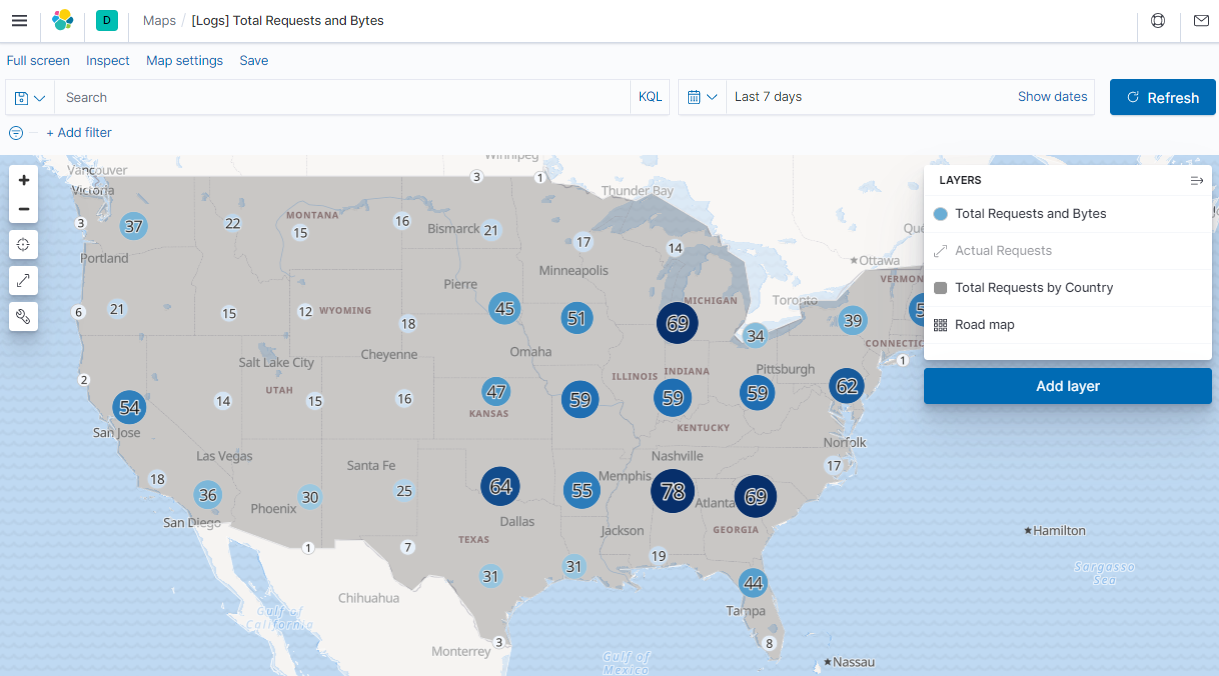 D
Maps / [Logs] Total Requests and Bytes
Full screen Inspect Map settings Save
Search KQL Last 7 days Show dates Refresh
+ Add filter
LAYERS
Total Requests and Bytes
Actual Requests
Total Requests by Country
Road map
Add layer
Winnipeg
Vancouver 3 1
Victoria Thunder Bay
3 37 22 MONTANA 16
15 Bismarck 21 17 14
Portland Ottawa
Minneapolis
Pierre VERMON
6 21 15 12 WYOMING 18 45 51 69 MICHIGAN Toronto 39
34
Salt Lake City Cheyenne Omaha CONNECTIC
1
2 UTAH ILLINOIS INDIANA Pittsburgh
54 14 15 16 47 59 59 59 62
KANSAS
San Jose KENTUCKY
Las Vegas Santa Fe Nashville Norfolk
18 Memphis 17
36 30 25 64 55 78 Atlanta 69
Phoenix
San Diego Dallas Jackson GEORGIA Hamilton
TEXAS
1 7 19
31 31 44
Sargasso
Sea
Chihuahua
Gulf of
California Tampa
3 8
Monterrey
Gulf of
Mexico
Nassau